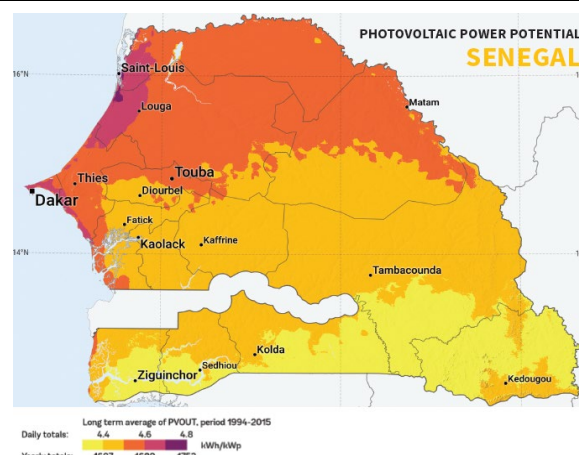 PHOTOVOLTAIC POWER POTENTIAL
SENEGAL
16°N
Saint-Louis
Louga
Matam
Thies
Touba
Dakar
Diourbel
Fatick
Kaolack
Kaffrine
14°N
Tambacounda
Kolda
Sedhiou
Ziguinchor
Kedougou
Long term average of PVOUT, period 1994-2015
Daily totals: 4.4 4.6 4.8
kWh/kWp